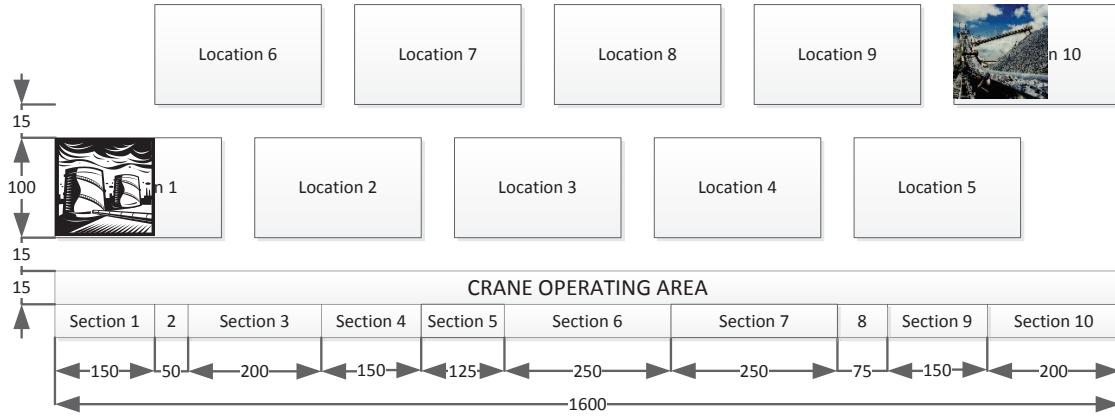 Location 6
Location 7
Location 8
Location 9
n 10
15
100
n 1
Location 2
Location 3
Location 4
Location 5
15
15
CRANE OPERATING AREA
Section 1
2
Section 3
Section 4
Section 5
Section 6
Section 7
8
Section 9
Section 10
150
50
200
150
125
250
250
75
150
200
1600